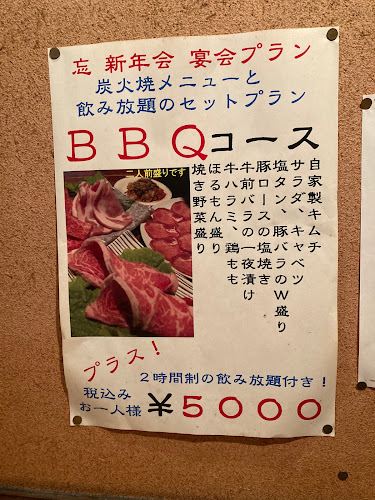 忘 新年会 宴会プラン
炭火焼メニューと
飲み放題のセットプラン
BBQコース
二人前盛りです
自家製キムチ
サラダ、キャベツ
塩タン、豚バラのW盛り
豚ロースの塩焼き
牛前バラの一夜漬け
牛ハラミ、鶏もも
ほるもん盛り
焼き野菜盛り
プラス！
2時間制の飲み放題付き！
税込み
お一人様 ¥5000